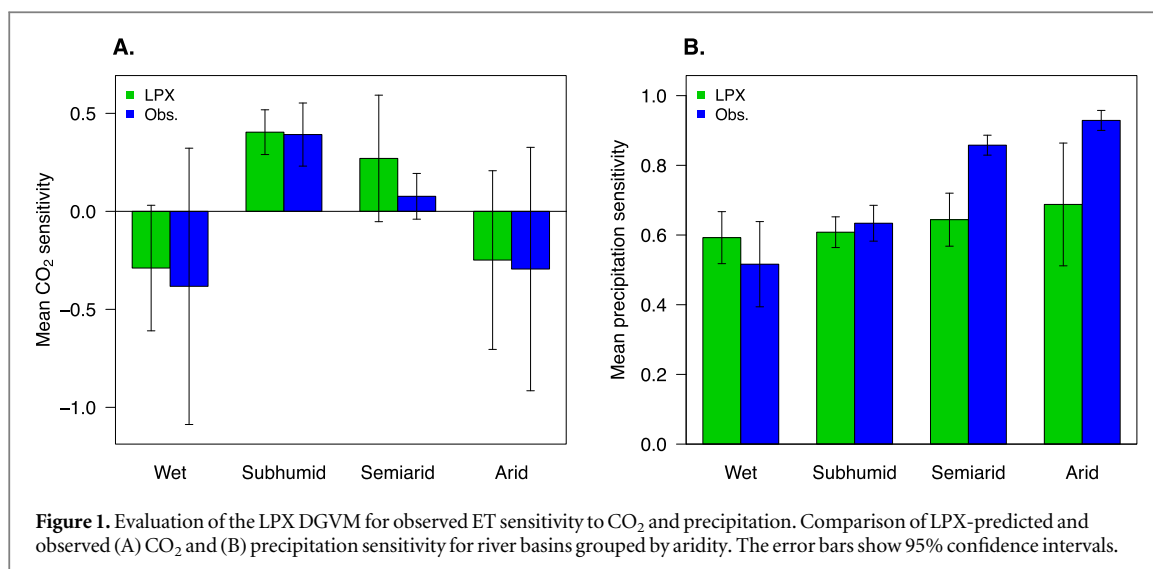 A.
LPX
Obs.
Mean CO₂ sensitivity
0.5
0.0
−0.5
−1.0
Wet Subhumid Semiarid Arid
B.
LPX
Obs.
Mean precipitation sensitivity
1.0
0.8
0.6
0.4
0.2
0.0
Wet Subhumid Semiarid Arid
Figure 1. Evaluation of the LPX DGVM for observed ET sensitivity to CO₂ and precipitation. Comparison of LPX-predicted and
observed (A) CO₂ and (B) precipitation sensitivity for river basins grouped by aridity. The error bars show 95% confidence intervals.